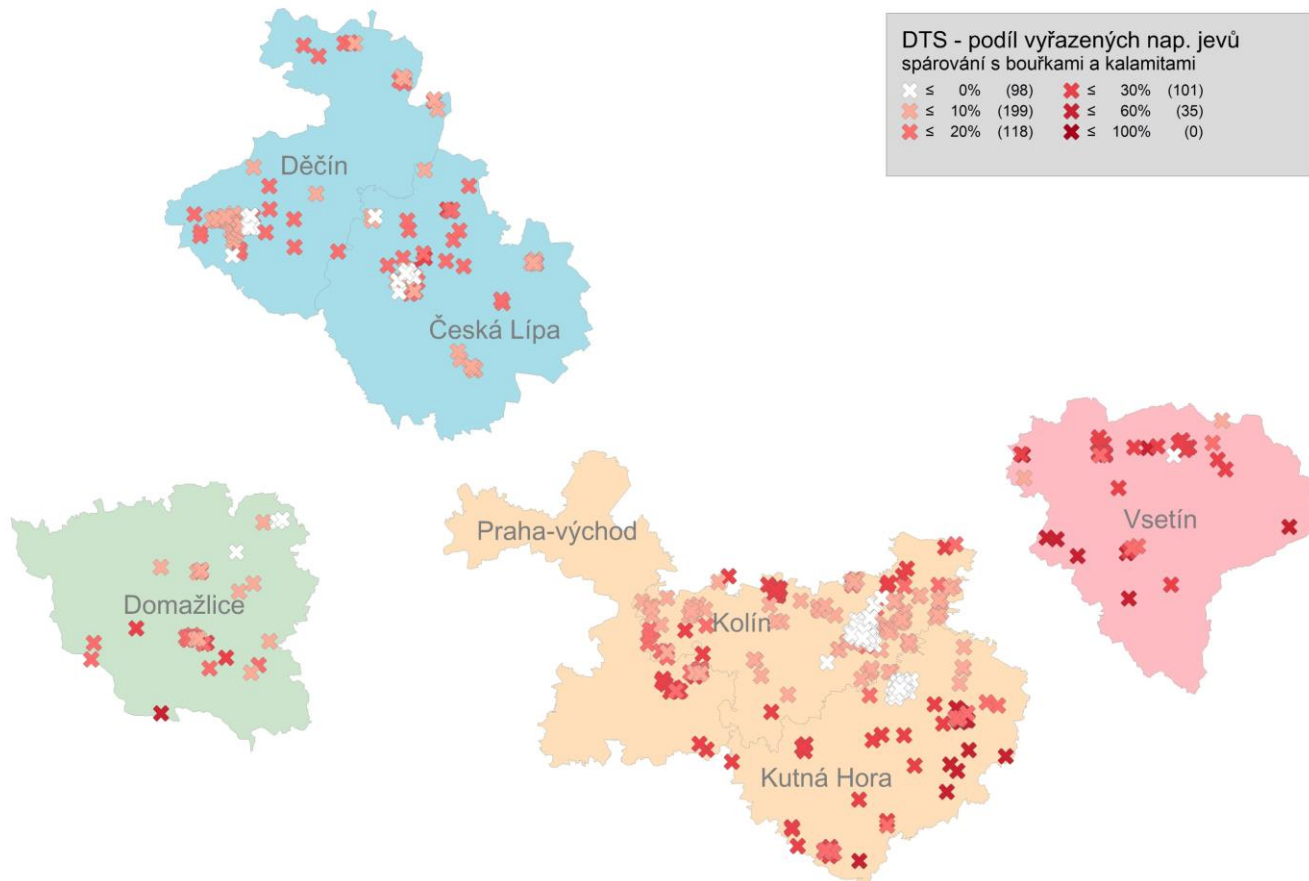 DTS - podíl vyřazených nap. jevů
spárování s bouřkami a kalamitami
≤ 0% (98) ≤ 30% (101)
≤ 10% (199) ≤ 60% (35)
≤ 20% (118) ≤ 100% (0)
Děčín
Česká Lípa
Praha-východ
Vsetín
Domažlice
Kolín
Kutná Hora